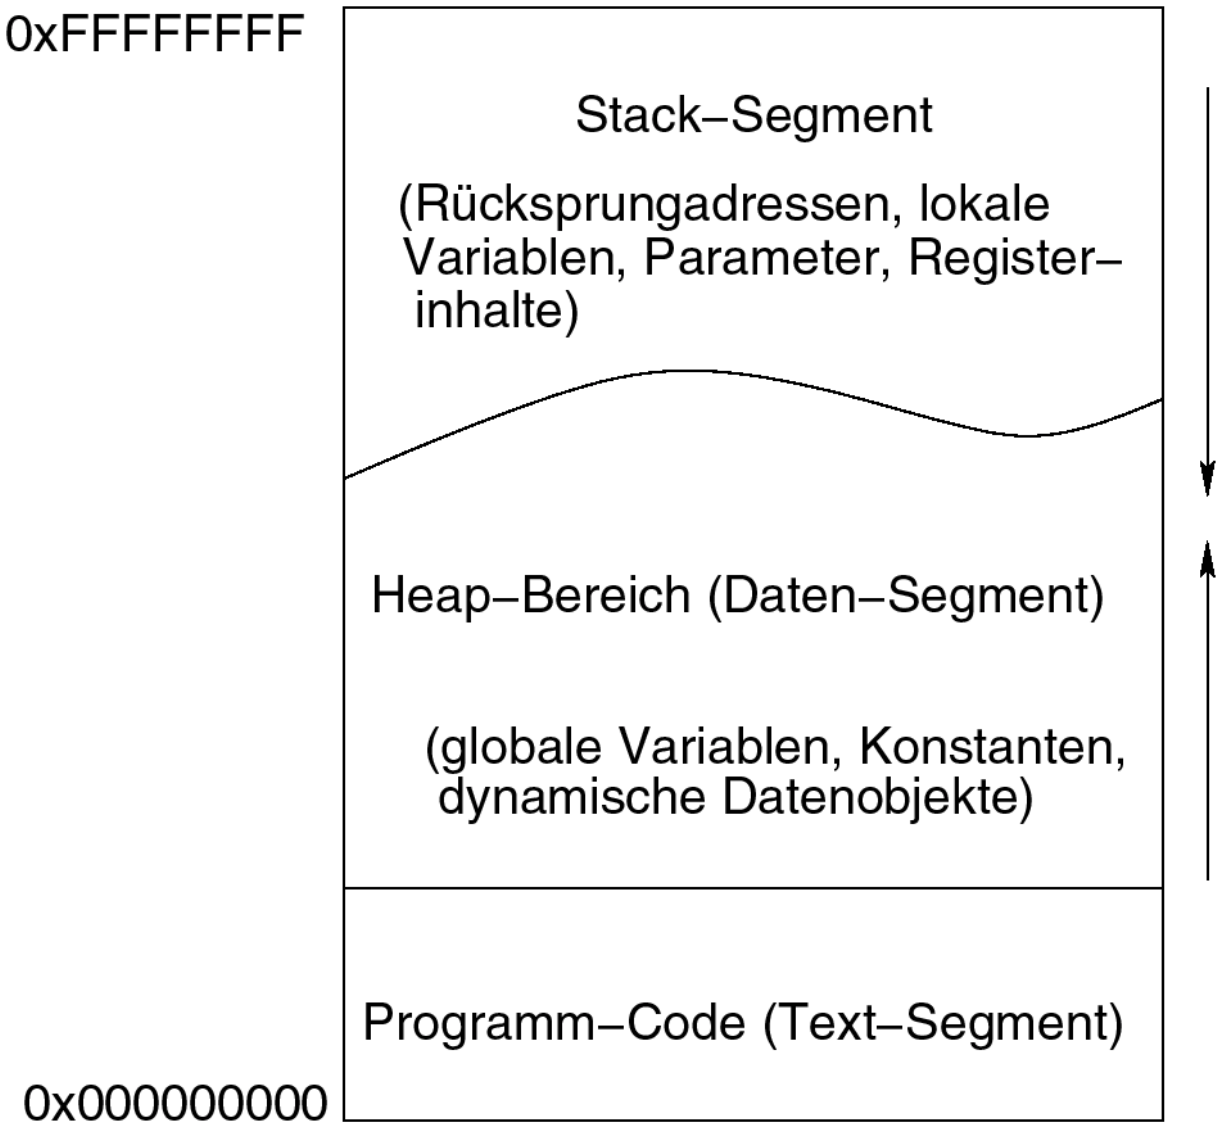 0xFFFFFFFF
Stack–Segment
(Rücksprungadressen, lokale
Variablen, Parameter, Register–
inhalte)
Heap–Bereich (Daten–Segment)
(globale Variablen, Konstanten,
dynamische Datenobjekte)
Programm–Code (Text–Segment)
0x000000000